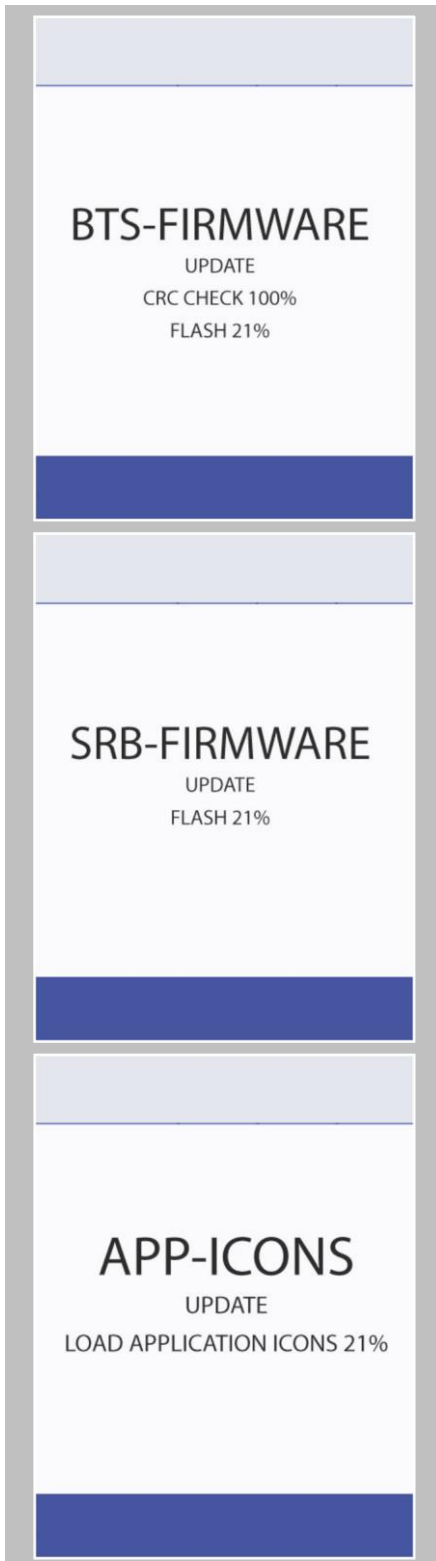 BTS-FIRMWARE
UPDATE
CRC CHECK 100%
FLASH 21%
SRB-FIRMWARE
UPDATE
FLASH 21%
APP-ICONS
UPDATE
LOAD APPLICATION ICONS 21%